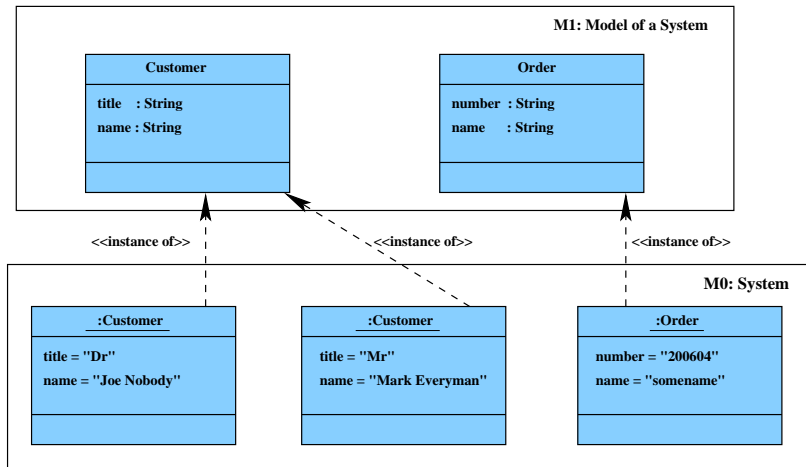 M1: Model of a System
Customer
title : String
name : String
Order
number : String
name : String
<<instance of>>
<<instance of>>
<<instance of>>
M0: System
:Customer
title = "Dr"
name = "Joe Nobody"
:Customer
title = "Mr"
name = "Mark Everyman"
:Order
number = "200604"
name = "somename"